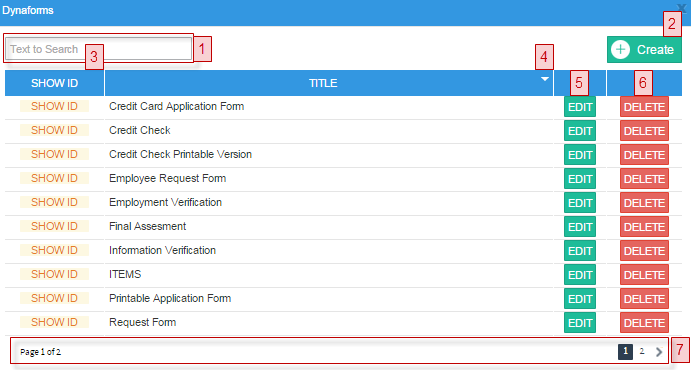 Dynaforms X
2
Text to Search 1 Create
3 4
SHOW ID TITLE 5 6
SHOW ID Credit Card Application Form EDIT DELETE
SHOW ID Credit Check EDIT DELETE
SHOW ID Credit Check Printable Version EDIT DELETE
SHOW ID Employee Request Form EDIT DELETE
SHOW ID Employment Verification EDIT DELETE
SHOW ID Final Assesment EDIT DELETE
SHOW ID Information Verification EDIT DELETE
SHOW ID ITEMS EDIT DELETE
SHOW ID Printable Application Form EDIT DELETE
SHOW ID Request Form EDIT DELETE
Page 1 of 2 1 2 7